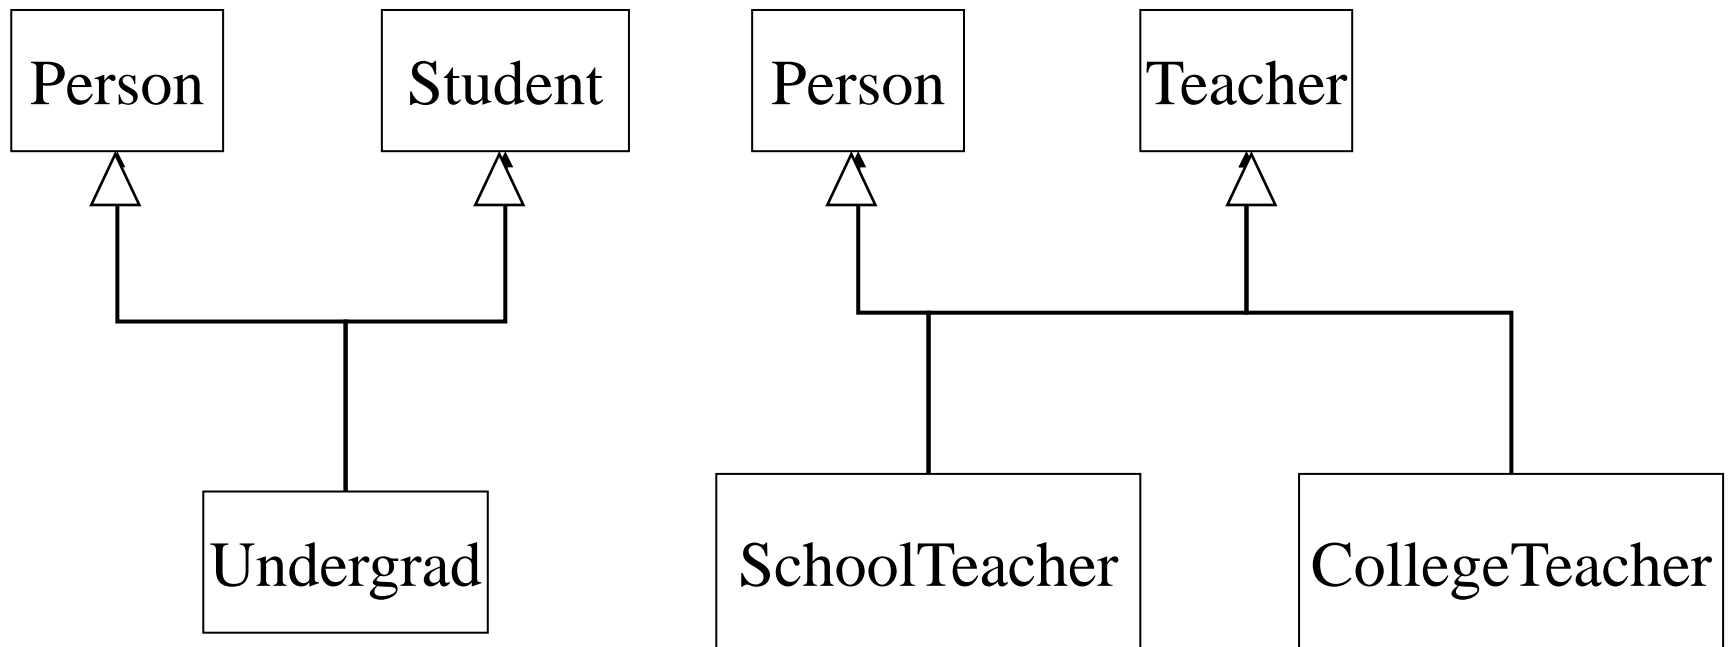 Person
Student
Person
Teacher
Undergrad
SchoolTeacher
CollegeTeacher